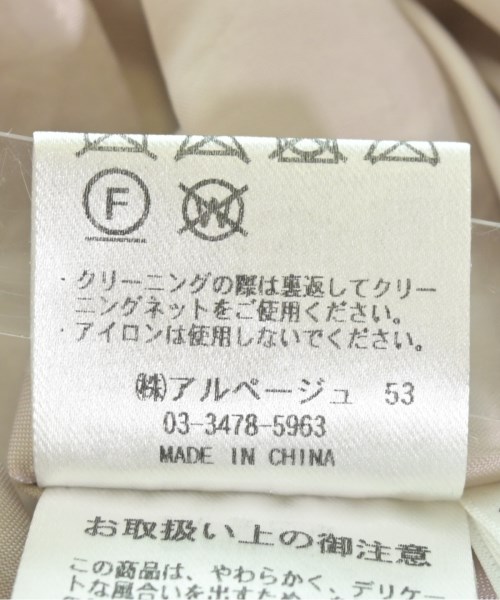 F
W
・クリーニングの際は裏返してクリー
ニングネットをご使用ください。
・アイロンは使用しないでください。
㈱アルページュ 53
03-3478-5963
MADE IN CHINA
お取扱い上の御注意
この商品は、やわらかく、デリケー
トな風合いを出すため